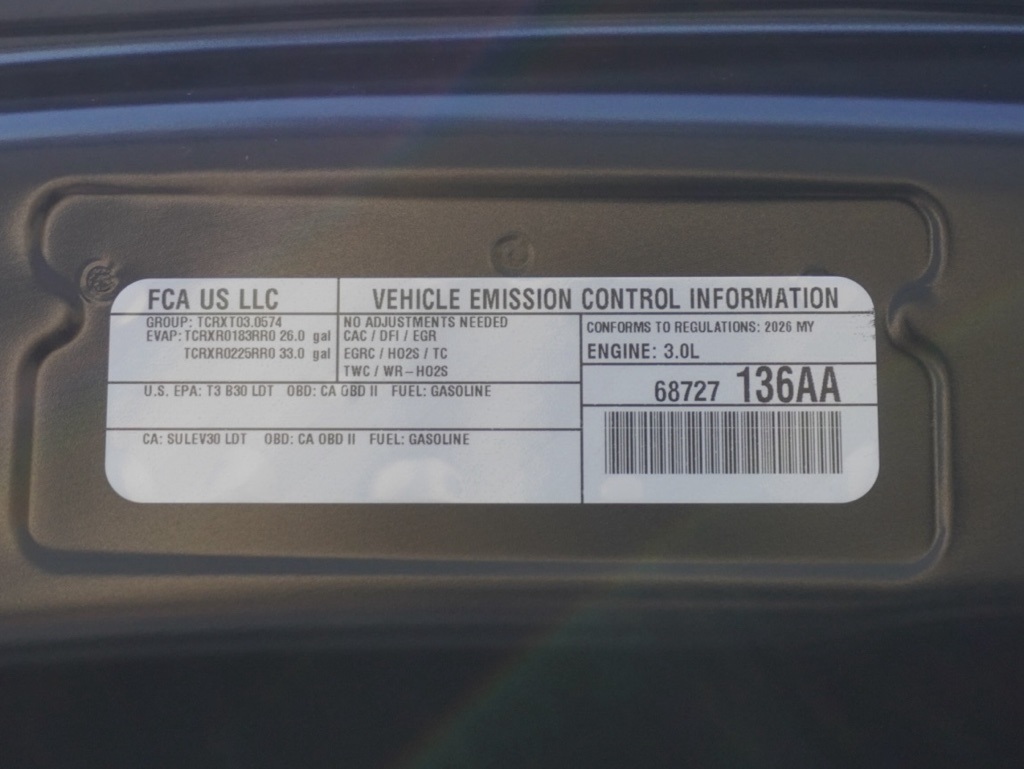 FCA US LLC
VEHICLE EMISSION CONTROL INFORMATION
GROUP: TCRXT03.0574
EVAP: TCRXR0183RR0 26.0 gal
TCRXR0225RR0 33.0 gal
NO ADJUSTMENTS NEEDED
CAC / DFI / EGR
EGRC / HO2S / TC
TWC / WR-HO2S
CONFORMS TO REGULATIONS: 2026 MY
ENGINE: 3.0L
U.S. EPA: T3 B30 LDT OBD: CA OBD II FUEL: GASOLINE
68727 136AA
CA: SULEV30 LDT OBD: CA OBD II FUEL: GASOLINE